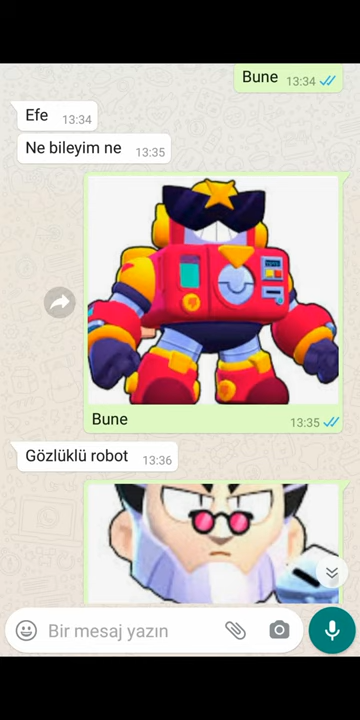 Bune 13:34
Efe 13:34
Ne bileyim ne 13:35
Bune 13:35
Gözlüklü robot 13:36
Bir mesaj yazın